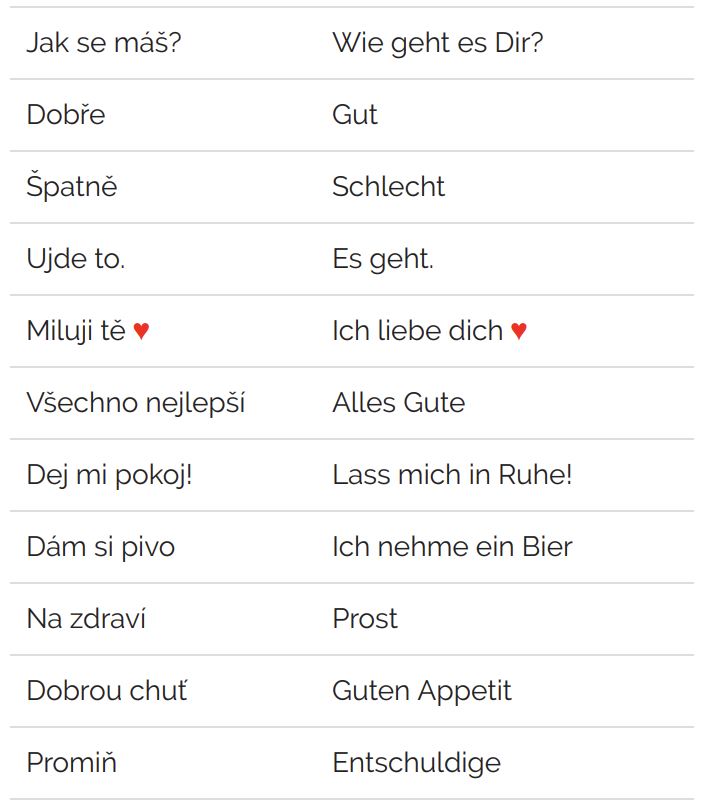 Jak se máš? Wie geht es Dir?
Dobře Gut
Špatně Schlecht
Ujde to. Es geht.
Miluji tě ♥ Ich liebe dich ♥
Všechno nejlepší Alles Gute
Dej mi pokoj! Lass mich in Ruhe!
Dám si pivo Ich nehme ein Bier
Na zdraví Prost
Dobrou chuť Guten Appetit
Promiň Entschuldige